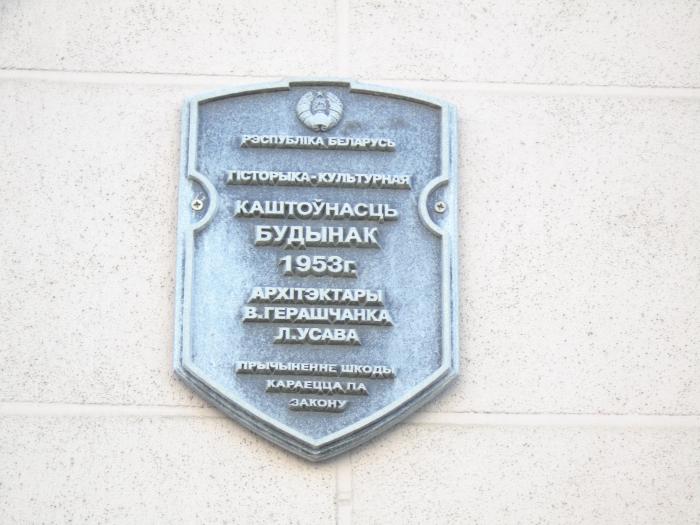 РЭСПУБЛІКА БЕЛАРУСЬ
ГІСТОРЫКА-КУЛЬТУРНАЯ
КАШТОЎНАСЦЬ
БУДЫНАК
1953г.
АРХІТЭКТАРЫ
В.ГЕРАШЧАНКА
Л.УСАВА
ПРЫЧЫНЕННЕ ШКОДЫ
КАРАЕЦЦА ПА
ЗАКОНУ